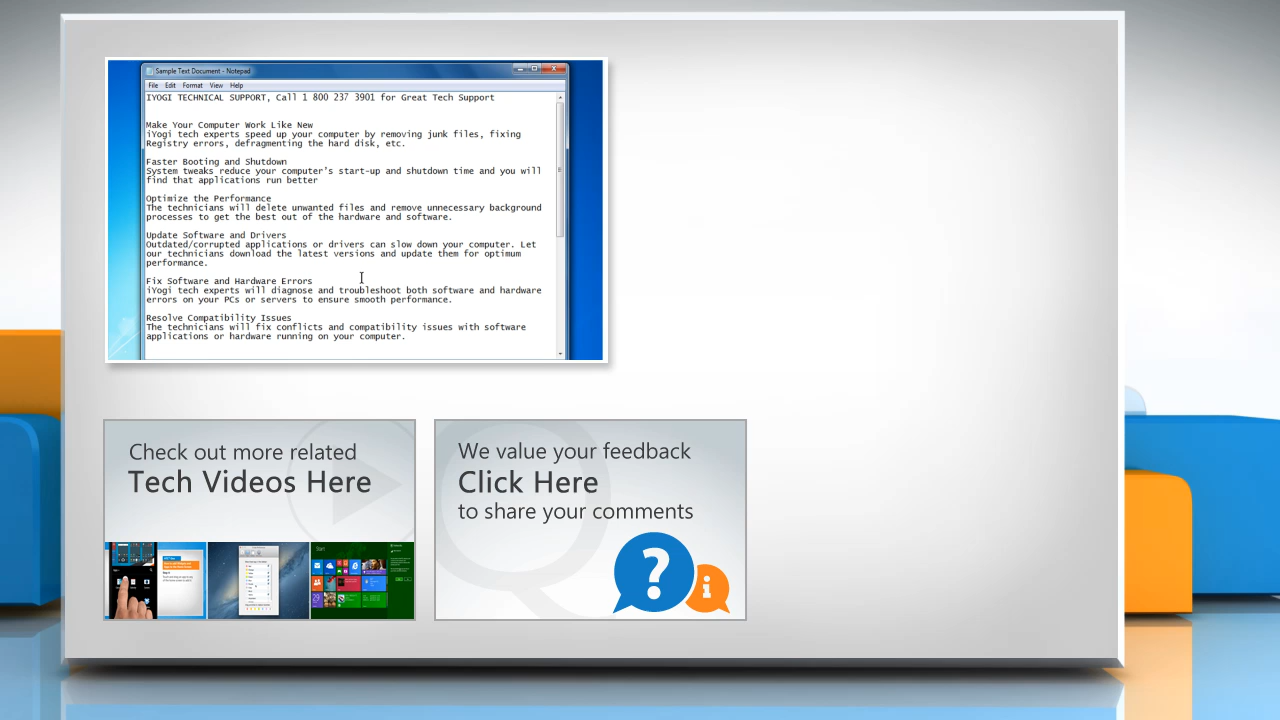 Sample Text Document - Notepad
File Edit Format View Help
IYOGI TECHNICAL SUPPORT, Call 1 800 237 3901 for Great Tech Support
Make Your Computer Work Like New
iYogi tech experts speed up your computer by removing junk files, fixing
Registry errors, defragmenting the hard disk, etc.
Faster Booting and Shutdown
System tweaks reduce your computer's start-up and shutdown time and you will
find that applications run better
Optimize the Performance
The technicians will delete unwanted files and remove unnecessary background
processes to get the best out of the hardware and software.
Update Software and Drivers
Outdated/corrupted applications or drivers can slow down your computer. Let
our technicians download the latest versions and update them for optimum
performance.
Fix Software and Hardware Errors
iYogi tech experts will diagnose and troubleshoot both software and hardware
errors on your PCs or servers to ensure smooth performance.
Resolve Compatibility Issues
The technicians will fix conflicts and compatibility issues with software
applications or hardware running on your computer.
Check out more related
Tech Videos Here
We value your feedback
Click Here
to share your comments
?
i
Start